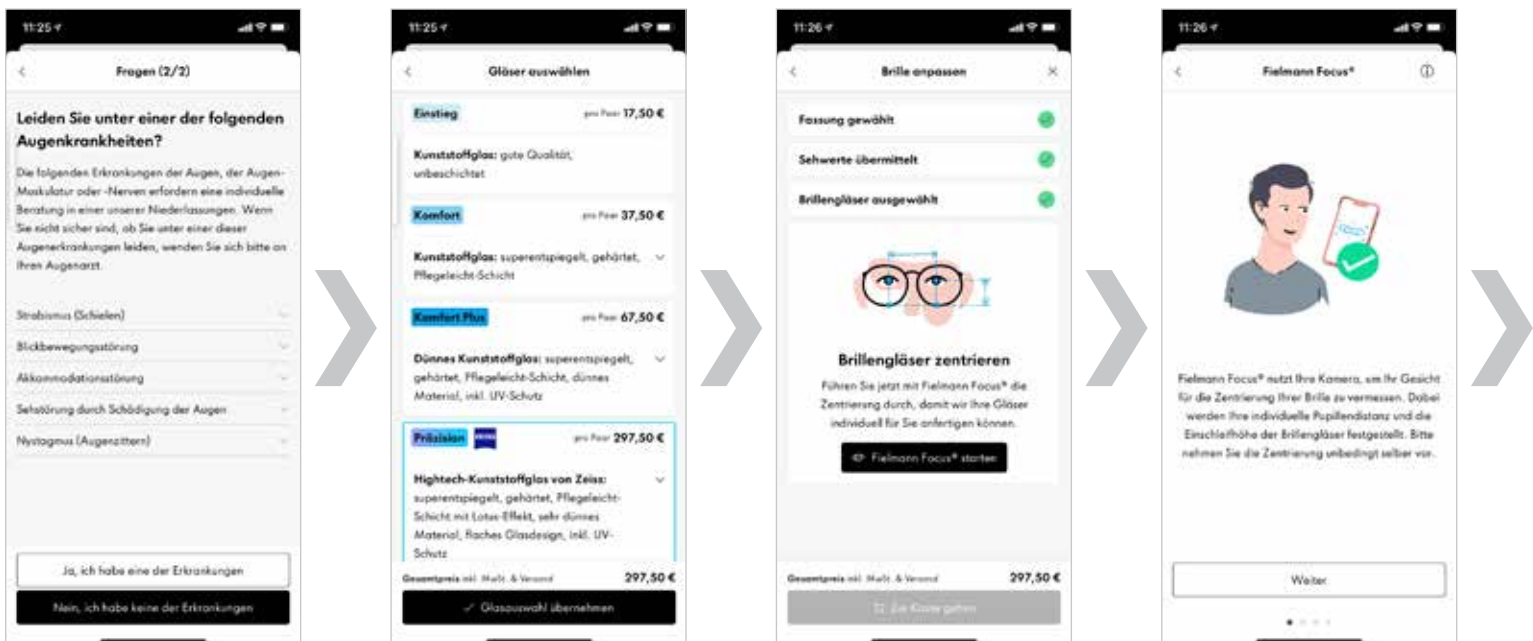 11:25
Fragen (2/2)
Leiden Sie unter einer der folgenden
Augenkrankheiten?
Die folgenden Erkrankungen der Augen, der Augen-
Muskulatur oder -Nerven erfordern eine individuelle
Beratung in einer unserer Niederlassungen. Wenn
Sie nicht sicher sind, ob Sie unter einer dieser
Augenerkrankungen leiden, wenden Sie sich bitte an
Ihren Augenarzt.
Strabismus (Schielen)
Blickbewegungsstörung
Akkommodationsstörung
Sehstörung durch Schädigung der Augen
Nystagmus (Augenzittern)
Ja, ich habe eine der Erkrankungen
Nein, ich habe keine der Erkrankungen
11:25
Gläser auswählen
Einstieg pro Paar 17,50 €
Kunststoffglas: gute Qualität,
unbeschichtet
Komfort pro Paar 37,50 €
Kunststoffglas: superentspiegelt, gehärtet,
Pflegeleicht-Schicht
Komfort Plus pro Paar 67,50 €
Dünnes Kunststoffglas: superentspiegelt,
gehärtet, Pflegeleicht-Schicht, dünnes
Material, inkl. UV-Schutz
Präzision ZEISS pro Paar 297,50 €
Hightech-Kunststoffglas von Zeiss:
superentspiegelt, gehärtet, Pflegeleicht-
Schicht mit Lotus-Effekt, sehr dünnes
Material, flaches Glasdesign, inkl. UV-
Schutz
Gesamtpreis inkl. MwSt. & Versand 297,50 €
Glasauswahl übernehmen
11:26
Brille anpassen
Fassung gewählt
Sehwerte übermittelt
Brillengläser ausgewählt
Brillengläser zentrieren
Führen Sie jetzt mit Fielmann Focus® die
Zentrierung durch, damit wir Ihre Gläser
individuell für Sie anfertigen können.
Fielmann Focus® starten
Gesamtpreis inkl. MwSt. & Versand 297,50 €
Zur Kasse gehen
11:26
Fielmann Focus®
Fielmann Focus® nutzt Ihre Kamera, um Ihr Gesicht
für die Zentrierung Ihrer Brille zu vermessen. Dabei
werden Ihre individuelle Pupillendistanz und die
Einschleifhöhe der Brillengläser festgestellt. Bitte
nehmen Sie die Zentrierung unbedingt selber vor.
Weiter